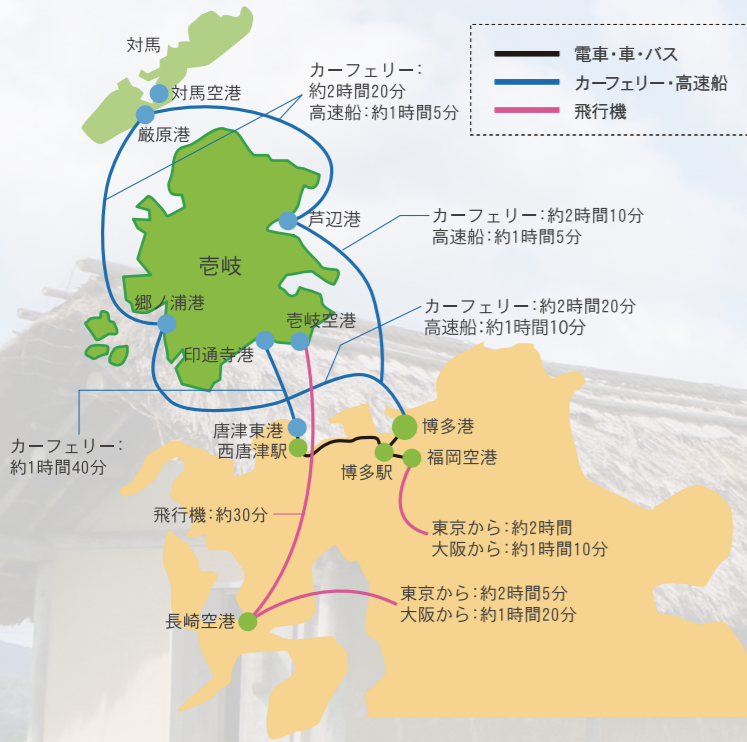 対馬
対馬空港
厳原港
カーフェリー:
約2時間20分
高速船:約1時間5分
電車・車・バス
カーフェリー・高速船
飛行機
芦辺港
カーフェリー:約2時間10分
高速船:約1時間5分
壱岐
郷ノ浦港
壱岐空港
印通寺港
カーフェリー:約2時間20分
高速船:約1時間10分
カーフェリー:
約1時間40分
唐津東港
西唐津駅
博多港
博多駅
福岡空港
飛行機:約30分
東京から:約2時間
大阪から:約1時間10分
東京から:約2時間5分
大阪から:約1時間20分
長崎空港